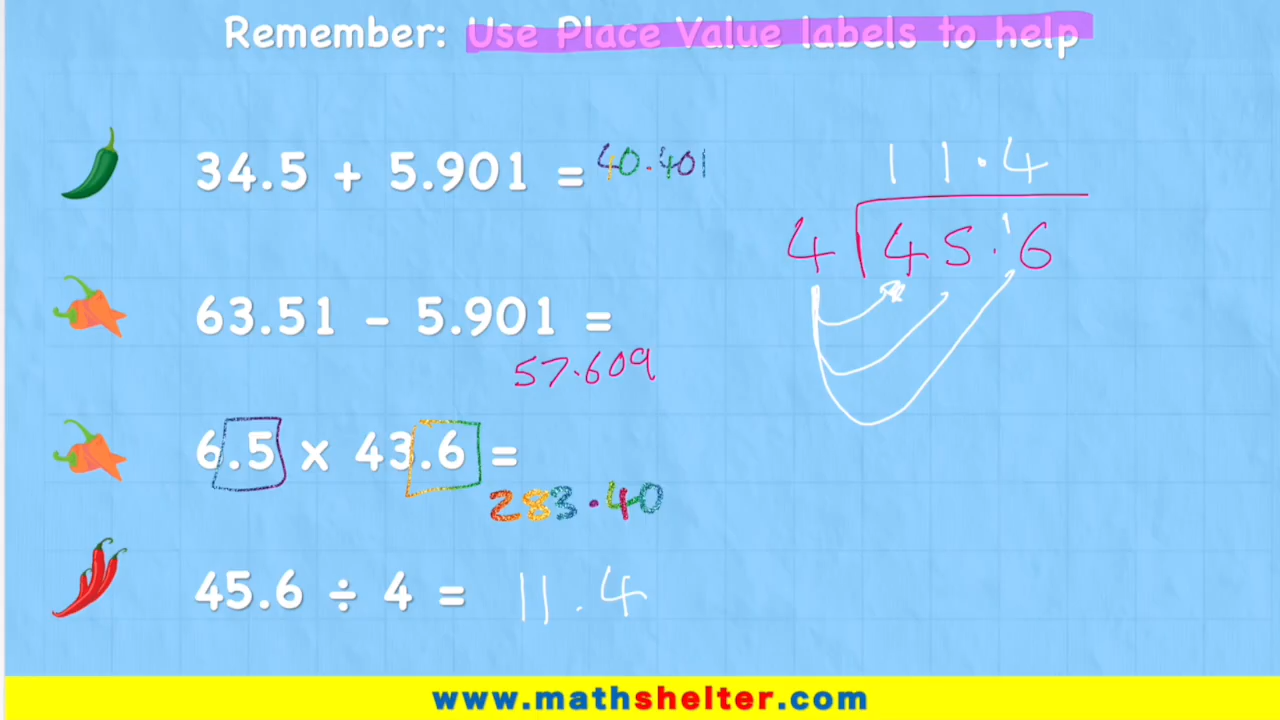 Remember: Use Place Value labels to help
34.5 + 5.901 = 40.401
63.51 - 5.901 =
57.609
6.5 x 43.6 =
283.40
45.6 ÷ 4 = 11.4
11.4
4 45.16
www.mathshelter.com